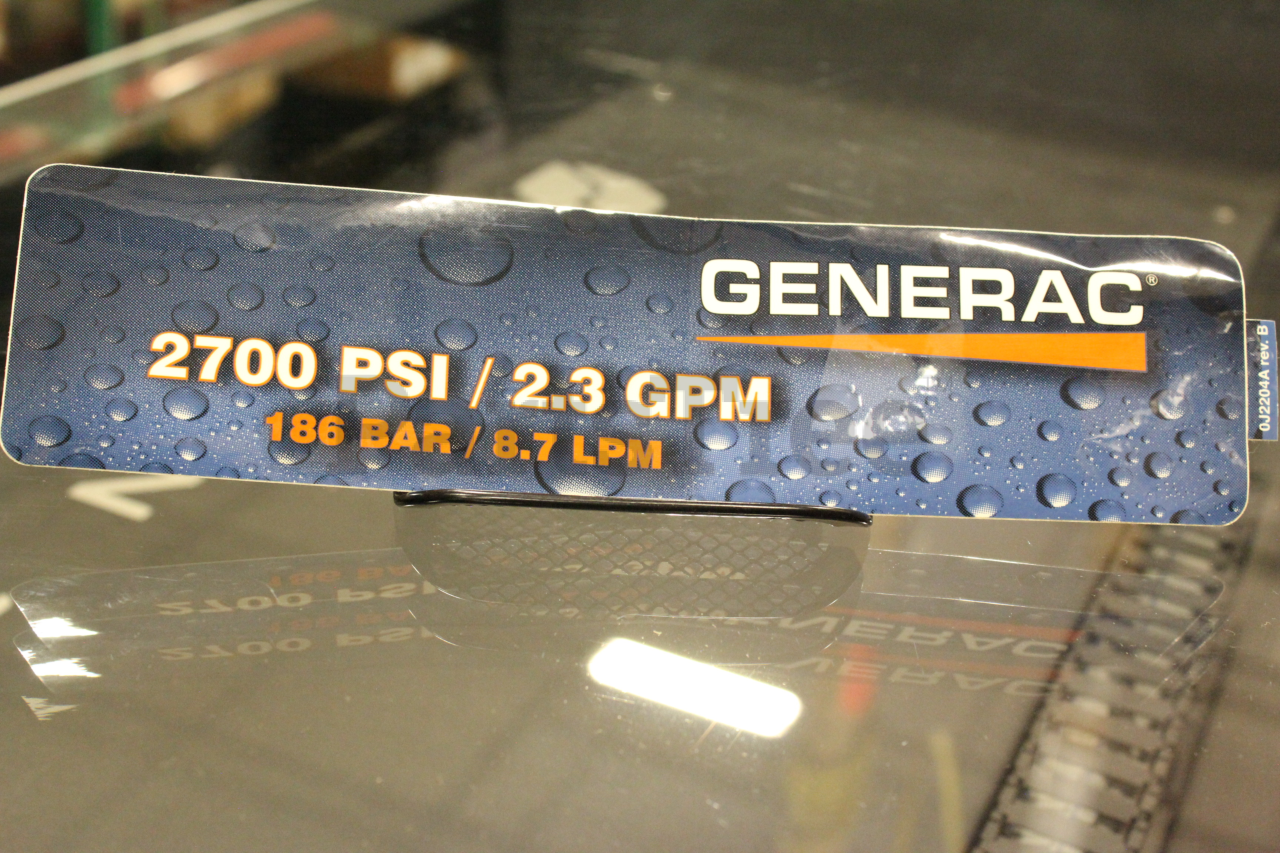 GENERAC®
2700 PSI / 2.3 GPM
186 BAR / 8.7 LPM
0J2204A rev. B